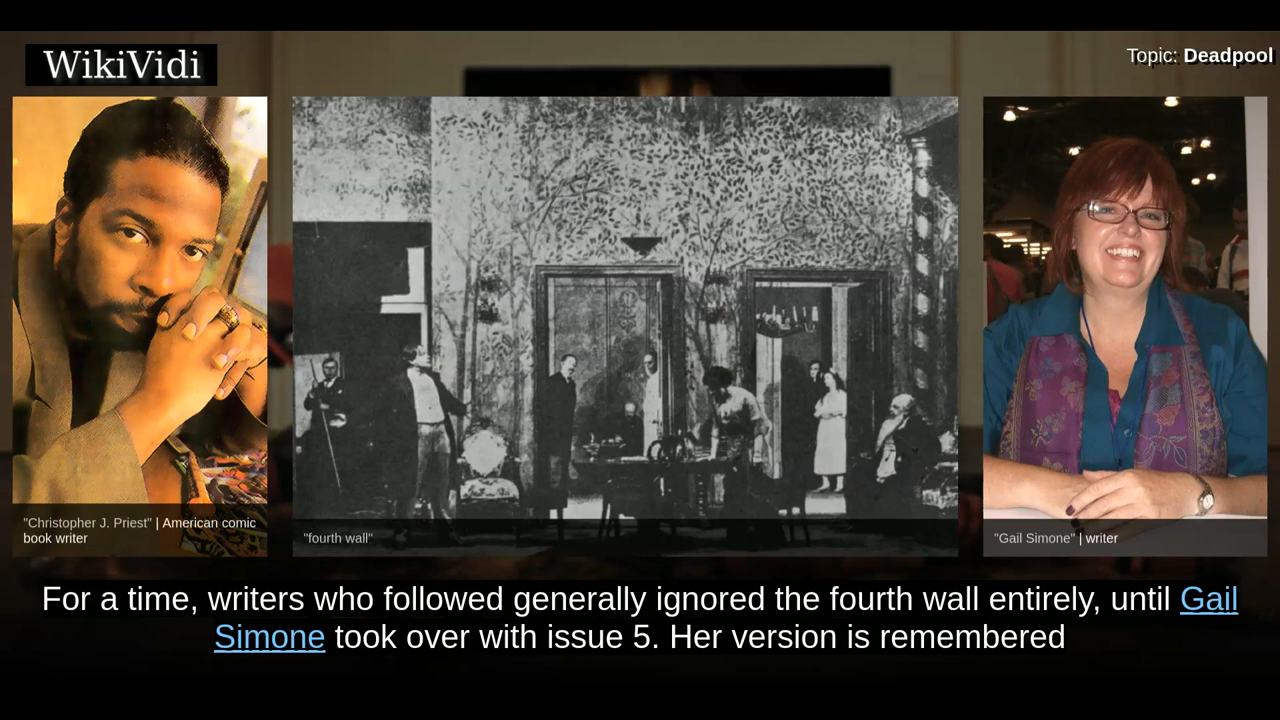 WikiVidi
Topic: Deadpool
"Christopher J. Priest" | American comic
book writer
"fourth wall"
"Gail Simone" | writer
For a time, writers who followed generally ignored the fourth wall entirely, until Gail
Simone took over with issue 5. Her version is remembered